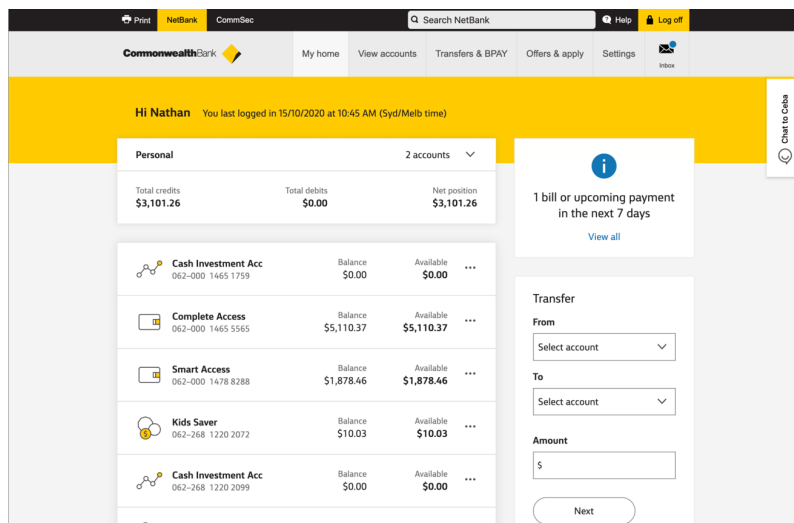 Print NetBank CommSec Search NetBank Help Log off
CommonwealthBank My home View accounts Transfers & BPAY Offers & apply Settings Inbox
Chat to Ceba
Hi Nathan You last logged in 15/10/2020 at 10:45 AM (Syd/Melb time)
Personal 2 accounts
Total credits Total debits Net position
$3,101.26 $0.00 $3,101.26
i
1 bill or upcoming payment
in the next 7 days
View all
Cash Investment Acc Balance Available
062-000 1465 1759 $0.00 $0.00
Complete Access Balance Available
062-000 1465 5565 $5,110.37 $5,110.37
Smart Access Balance Available
062-000 1478 8288 $1,878.46 $1,878.46
Kids Saver Balance Available
062-268 1220 2072 $10.03 $10.03
Cash Investment Acc Balance Available
062-268 1220 2099 $0.00 $0.00
Transfer
From
Select account
To
Select account
Amount
$
Next